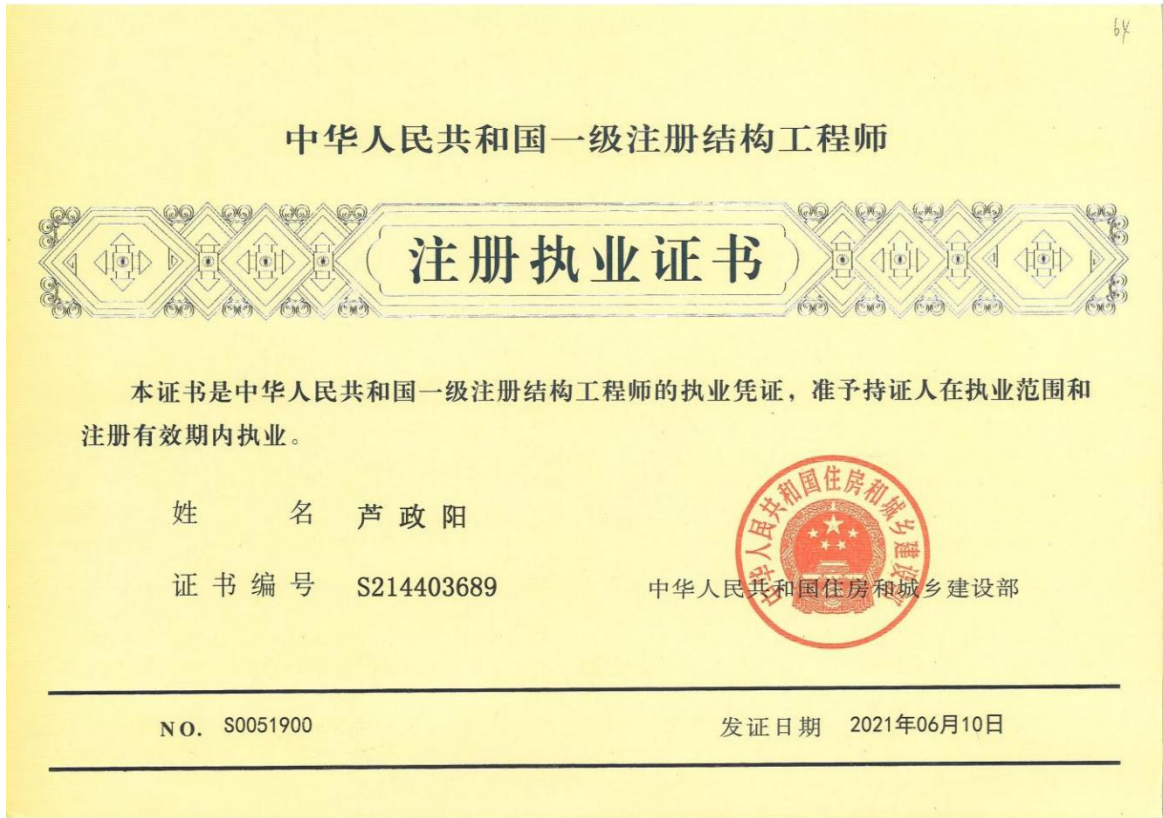 64
中华人民共和国一级注册结构工程师
注册执业证书
本证书是中华人民共和国一级注册结构工程师的执业凭证，准予持证人在执业范围和
注册有效期内执业。
姓 名 芦政阳
中华人民共和国住房和城乡建设部
证书编号 S214403689
中华人民共和国住房和城乡建设部
NO. S0051900
发证日期 2021年06月10日